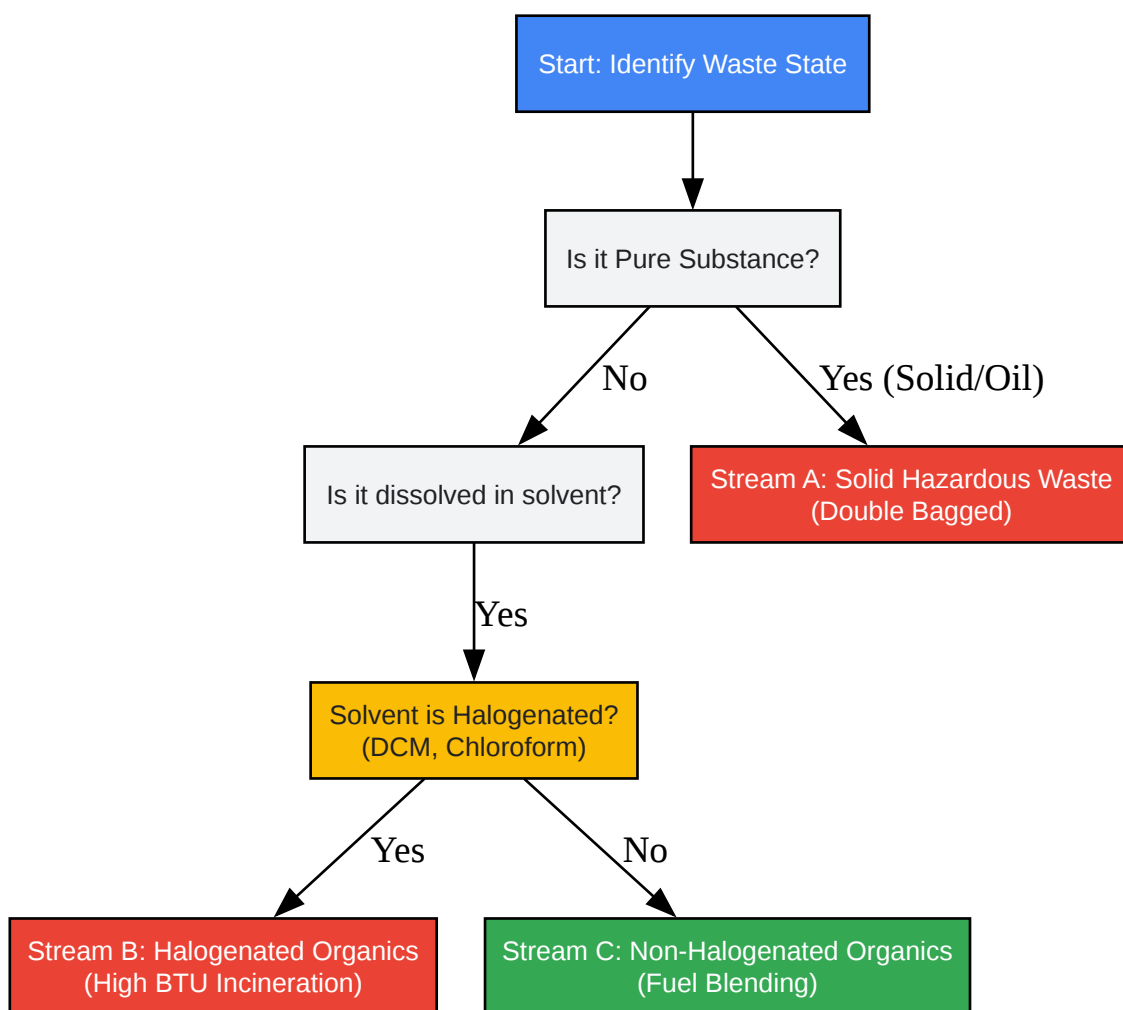 Start: Identify Waste State
Is it Pure Substance?
No
Yes (Solid/Oil)
Is it dissolved in solvent?
Stream A: Solid Hazardous Waste
(Double Bagged)
Yes
Solvent is Halogenated?
(DCM, Chloroform)
Yes
No
Stream B: Halogenated Organics
(High BTU Incineration)
Stream C: Non-Halogenated Organics
(Fuel Blending)